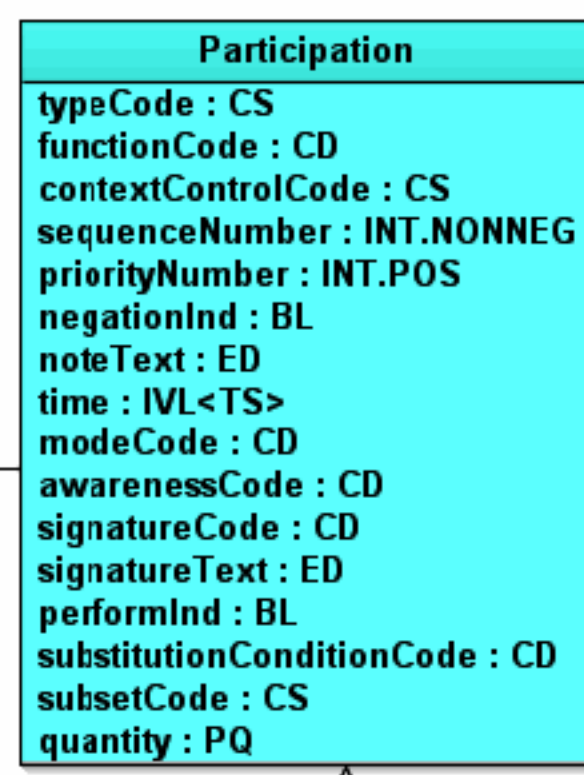 Participation
typeCode : CS
functionCode : CD
contextControlCode : CS
sequenceNumber : INT.NONNEG
priorityNumber : INT.POS
negationInd : BL
noteText : ED
time : IVL<TS>
modeCode : CD
awarenessCode : CD
signatureCode : CD
signatureText : ED
performInd : BL
substitutionConditionCode : CD
subsetCode : CS
quantity : PQ